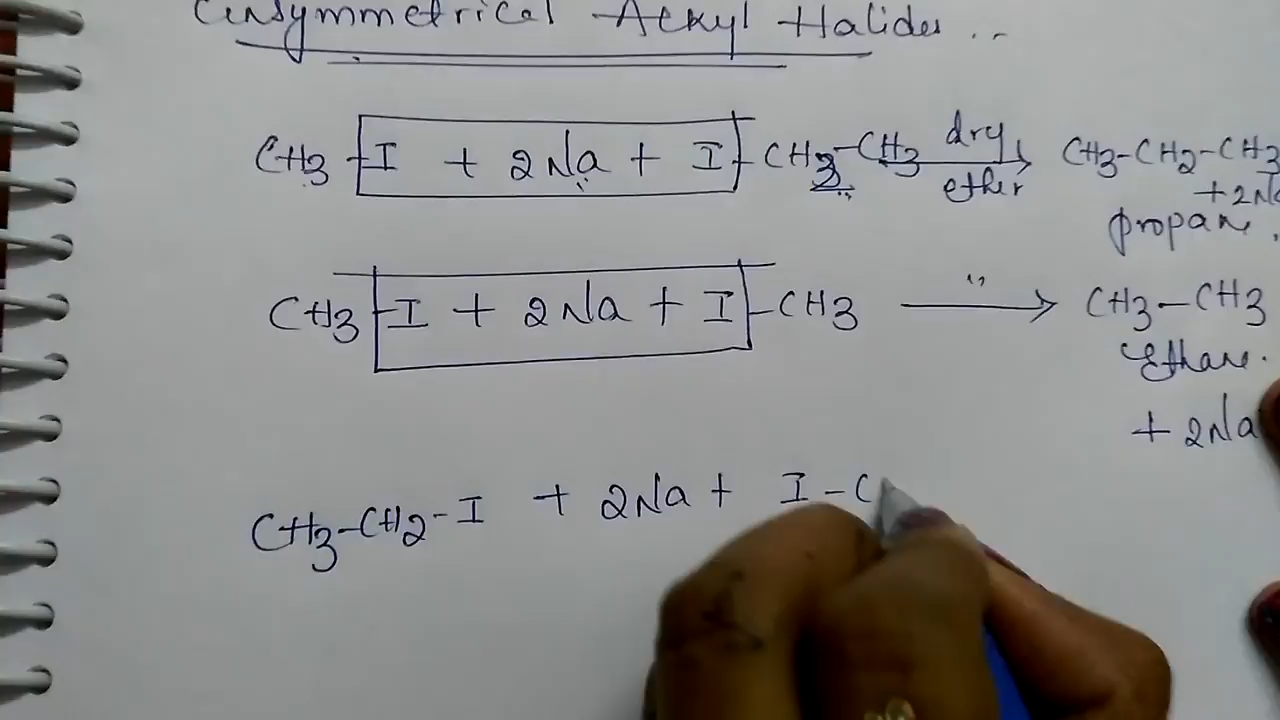 Unsymmetrical Alkyl Halides ..
CH3 - I + 2Na + I - CH3 - CH3 dry ether → CH3-CH2-CH3
+ 2Na
propane.
CH3 - I + 2Na + I - CH3 " → CH3-CH3
Ethane.
+ 2Na
CH3-CH2-I + 2Na + I-C